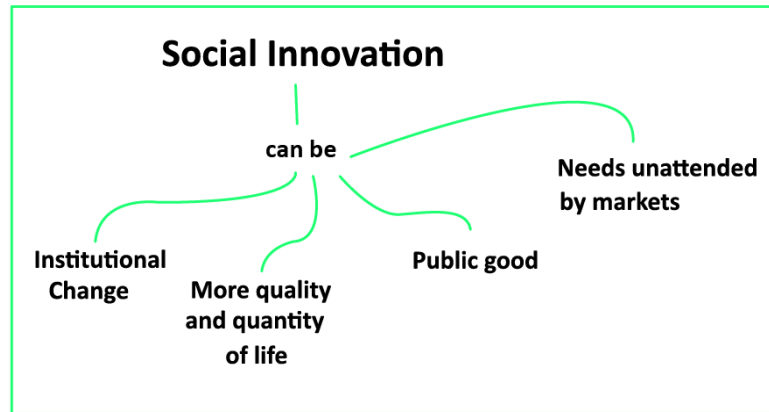 Social Innovation
can be
Needs unattended
by markets
Institutional
Change
More quality
and quantity
of life
Public good